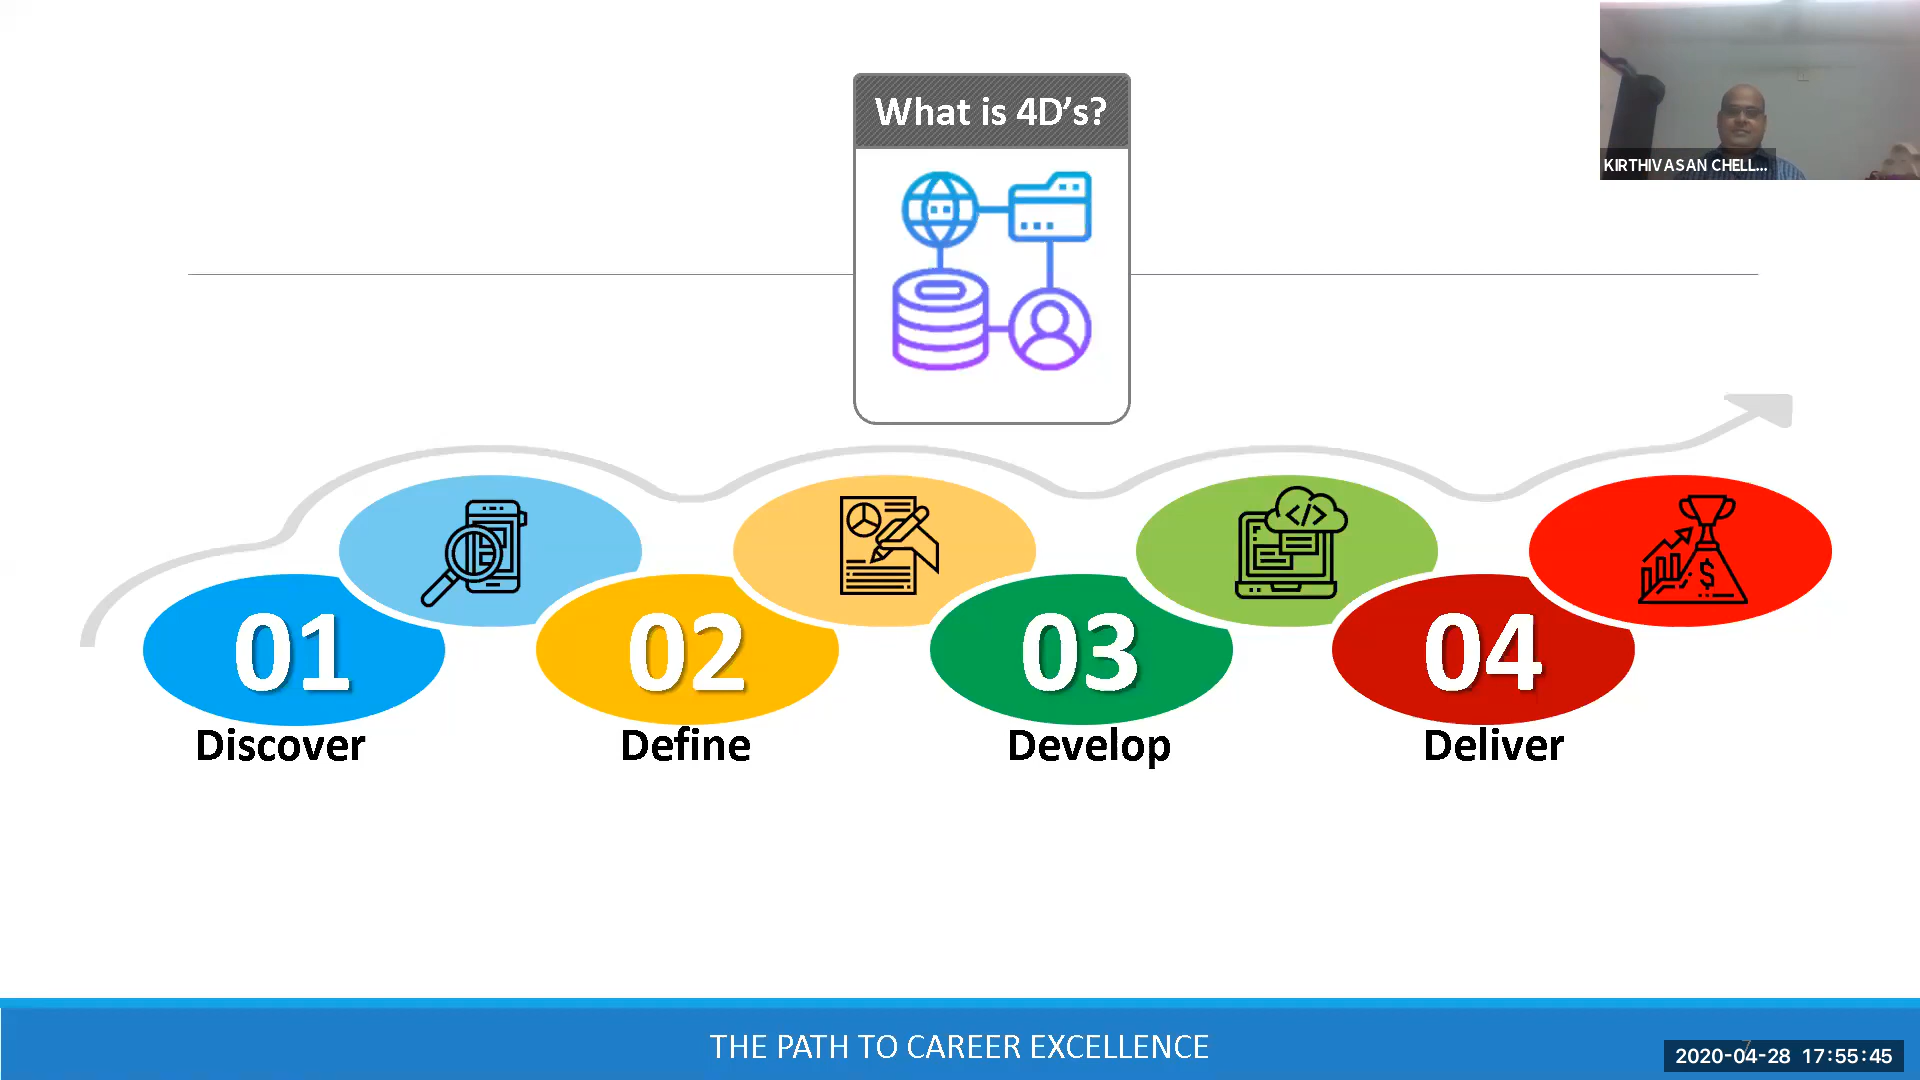 What is 4D's?
KIRTHIVASAN CHELL...
01
02
03
04
Discover
Define
Develop
Deliver
THE PATH TO CAREER EXCELLENCE
7
2020-04-28 17:55:45